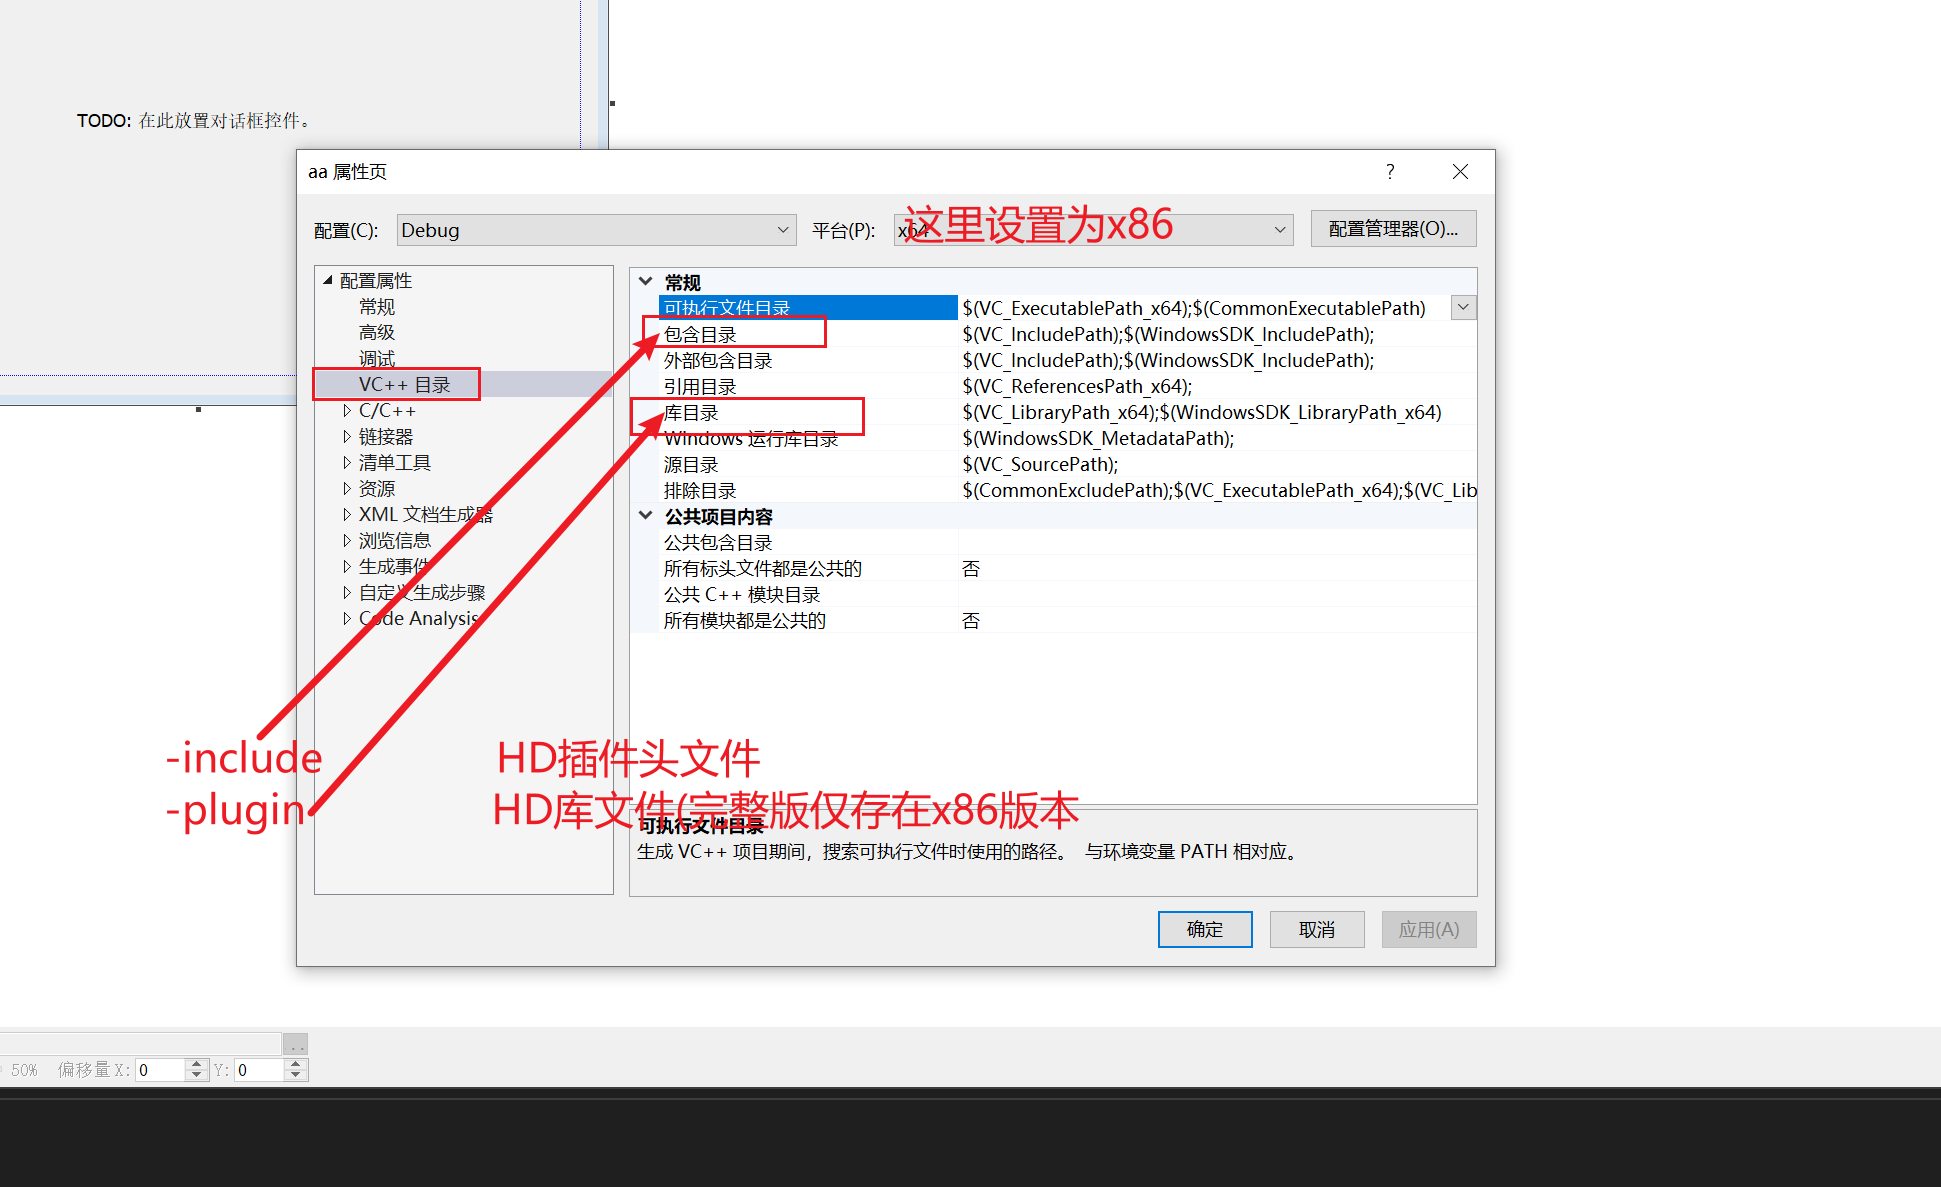 TODO: 在此放置对话框控件。
aa 属性页
?
配置(C):
Debug
平台(P):
x64
这里设置为x86
配置管理器(O)...
配置属性
常规
高级
调试
VC++ 目录
C/C++
链接器
清单工具
资源
XML 文档生成器
浏览信息
生成事件
自定义生成步骤
Code Analysis
常规
可执行文件目录 $(VC_ExecutablePath_x64);$(CommonExecutablePath)
包含目录 $(VC_IncludePath);$(WindowsSDK_IncludePath);
外部包含目录 $(VC_IncludePath);$(WindowsSDK_IncludePath);
引用目录 $(VC_ReferencesPath_x64);
库目录 $(VC_LibraryPath_x64);$(WindowsSDK_LibraryPath_x64)
Windows 运行库目录 $(WindowsSDK_MetadataPath);
源目录 $(VC_SourcePath);
排除目录 $(CommonExcludePath);$(VC_ExecutablePath_x64);$(VC_Lib
公共项目内容
公共包含目录
所有标头文件都是公共的 否
公共 C++ 模块目录
所有模块都是公共的 否
-include HD插件头文件
-plugin HD库文件(完整版仅存在x86版本
可执行文件目录
生成 VC++ 项目期间，搜索可执行文件时使用的路径。 与环境变量 PATH 相对应。
确定
取消
应用(A)
..
50% 偏移量 X: 0 Y: 0